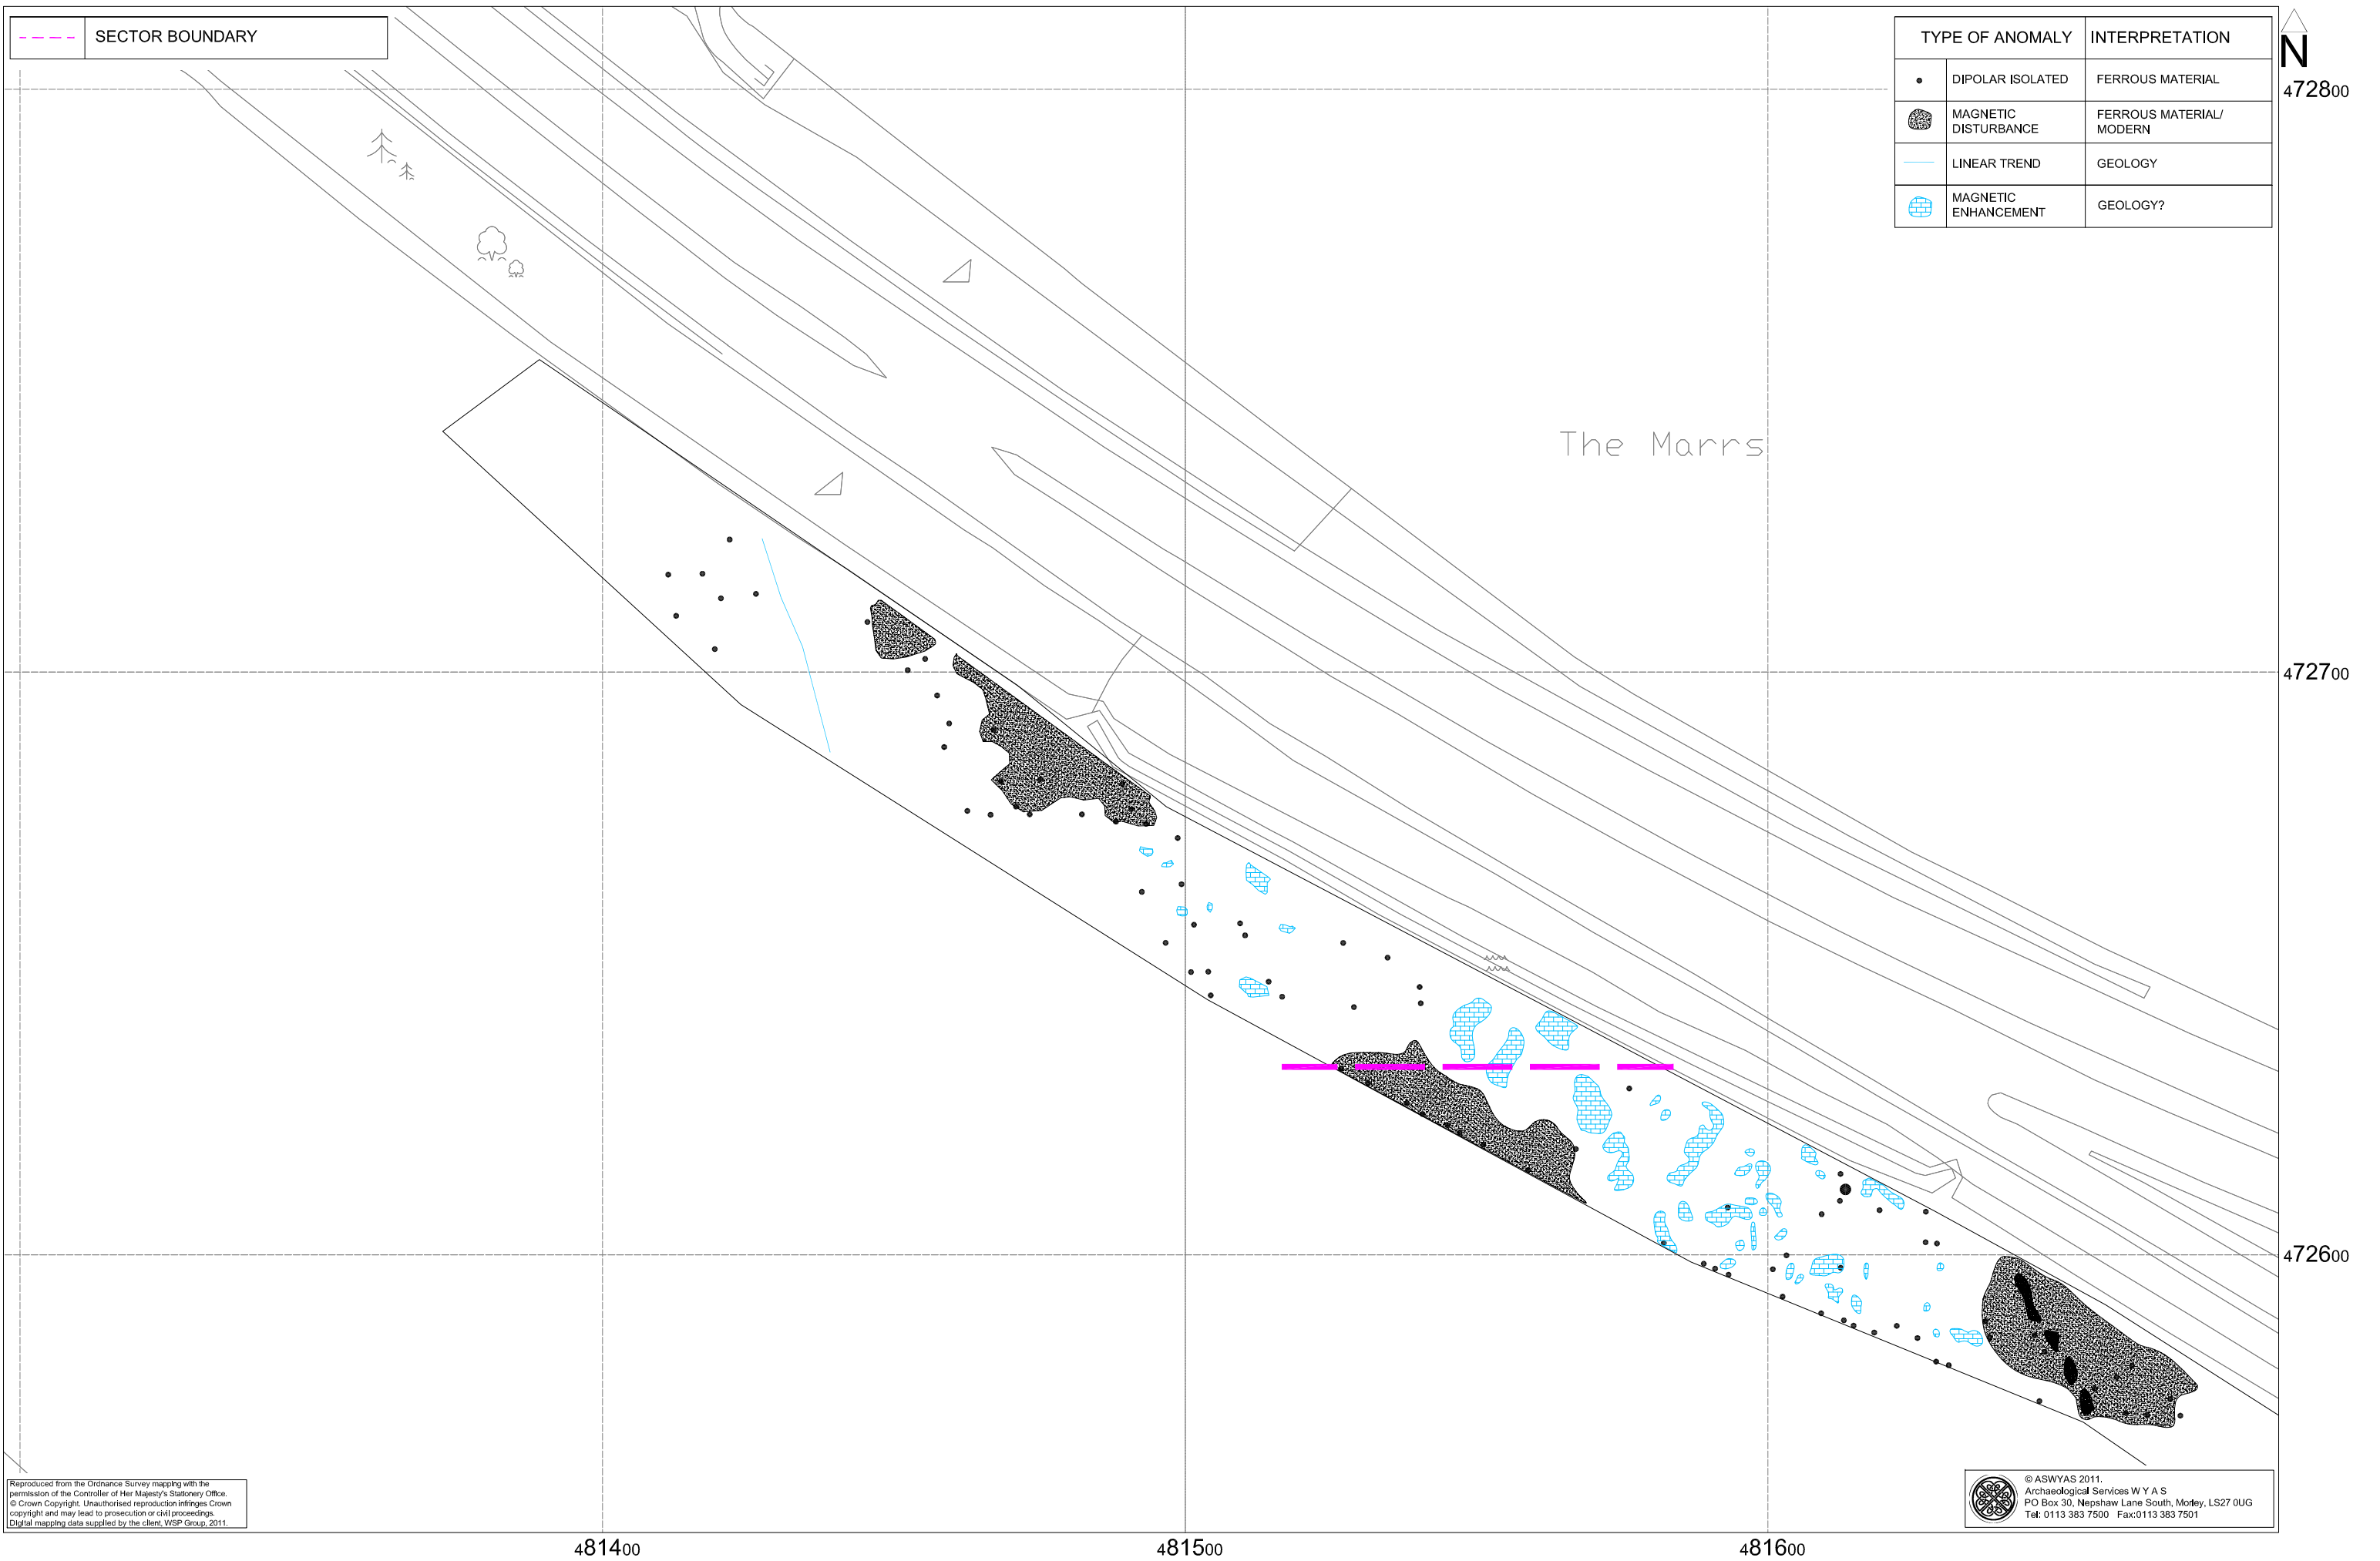 SECTOR BOUNDARY
TYPE OF ANOMALY INTERPRETATION
DIPOLAR ISOLATED FERROUS MATERIAL
MAGNETIC DISTURBANCE FERROUS MATERIAL/ MODERN
LINEAR TREND GEOLOGY
MAGNETIC ENHANCEMENT GEOLOGY?
N
472800
The Marrs
472700
472600
Reproduced from the Ordnance Survey mapping with the
permission of the Controller of Her Majesty's Stationery Office.
© Crown Copyright. Unauthorised reproduction infringes Crown
copyright and may lead to prosecution or civil proceedings.
Digital mapping data supplied by the client, WSP Group, 2011.
© ASWYAS 2011.
Archaeological Services W Y A S
PO Box 30, Nepshaw Lane South, Morley, LS27 0UG
Tel: 0113 383 7500 Fax:0113 383 7501
481400
481500
481600